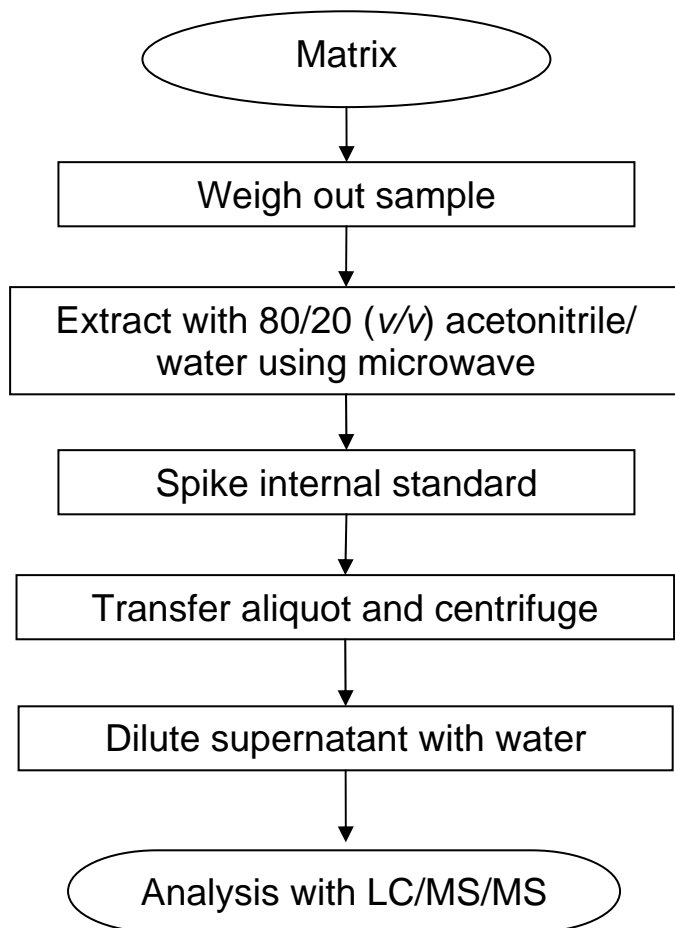 Matrix
Weigh out sample
Extract with 80/20 (v/v) acetonitrile/
water using microwave
Spike internal standard
Transfer aliquot and centrifuge
Dilute supernatant with water
Analysis with LC/MS/MS